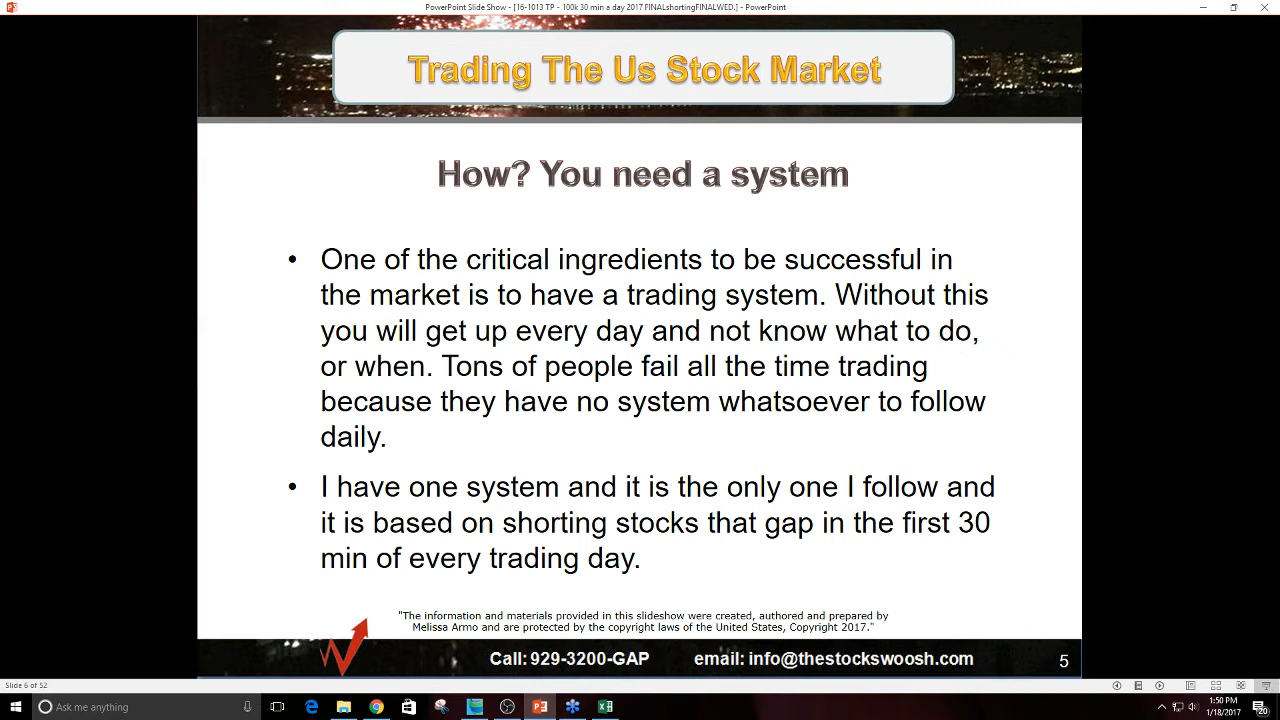 PowerPoint Slide Show - [16-1013 TP - 100k 30 min a day 2017 FINALshortingFINALWED.] - PowerPoint
Trading The Us Stock Market
How? You need a system
• One of the critical ingredients to be successful in
the market is to have a trading system. Without this
you will get up every day and not know what to do,
or when. Tons of people fail all the time trading
because they have no system whatsoever to follow
daily.
• I have one system and it is the only one I follow and
it is based on shorting stocks that gap in the first 30
min of every trading day.
"The information and materials provided in this slideshow were created, authored and prepared by
Melissa Armo and are protected by the copyright laws of the United States, Copyright 2017."
Call: 929-3200-GAP email: info@thestockswoosh.com 5
Slide 6 of 52
Ask me anything
1:50 PM
1/18/2017
20